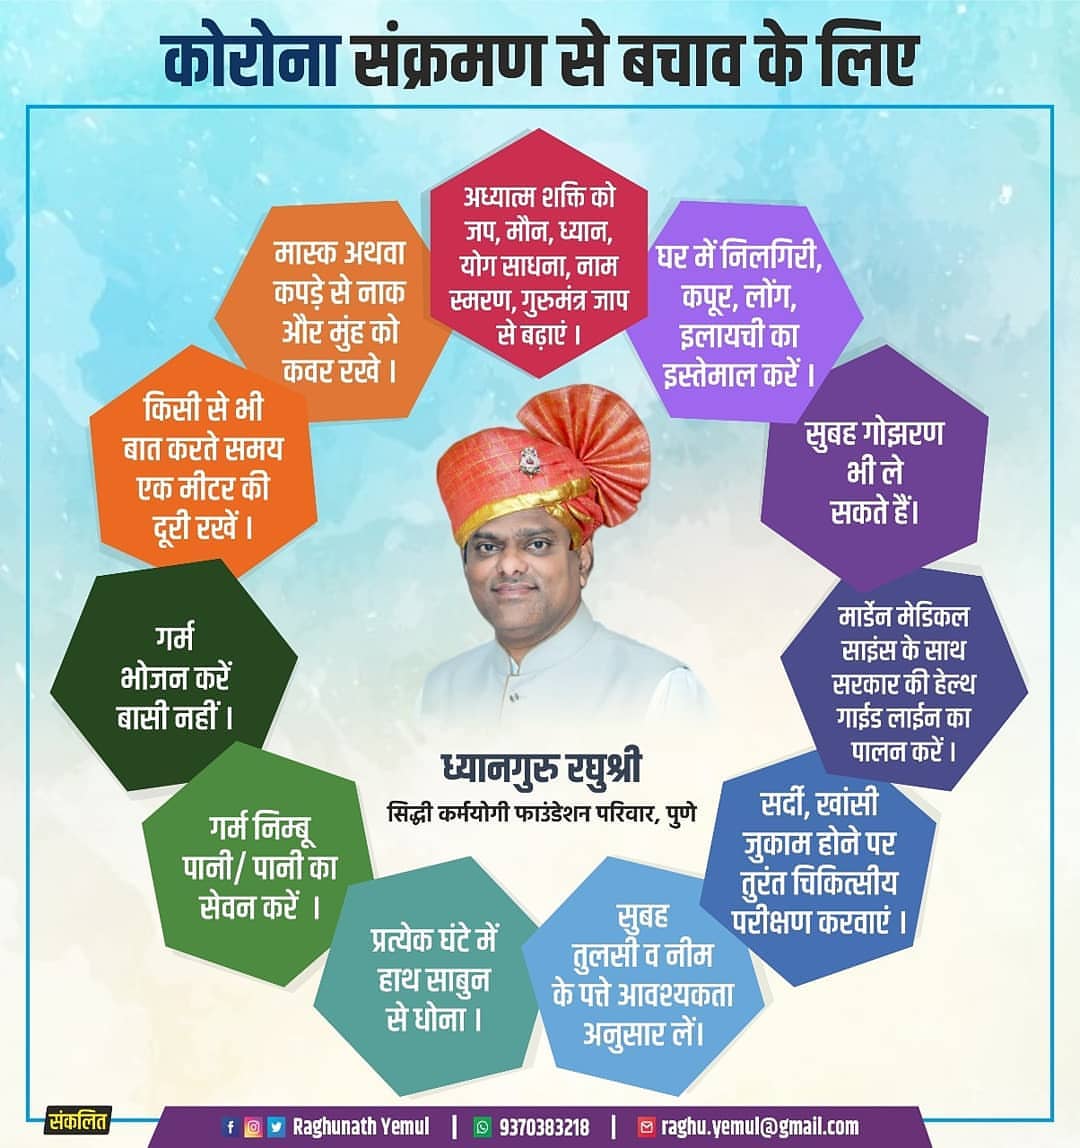 कोरोना संक्रमण से बचाव के लिए
अध्यात्म शक्ति को
जप, मौन, ध्यान,
योग साधना, नाम
स्मरण, गुरुमंत्र जाप
से बढ़ाएं ।
घर में निलगिरी,
कपूर, लोंग,
इलायची का
इस्तेमाल करें ।
सुबह गोझरण
भी ले
सकते हैं।
मार्डेन मेडिकल
साइंस के साथ
सरकार की हेल्थ
गाईड लाईन का
पालन करें ।
सर्दी, खांसी
जुकाम होने पर
तुरंत चिकित्सीय
परीक्षण करवाएं ।
सुबह
तुलसी व नीम
के पत्ते आवश्यकता
अनुसार लें।
प्रत्येक घंटे में
हाथ साबुन
से धोना ।
गर्म निम्बू
पानी/ पानी का
सेवन करें ।
गर्म
भोजन करें
बासी नहीं ।
किसी से भी
बात करते समय
एक मीटर की
दूरी रखें ।
मास्क अथवा
कपड़े से नाक
और मुंह को
कवर रखे ।
ध्यानगुरु रघुश्री
सिद्धी कर्मयोगी फाउंडेशन परिवार, पुणे
संकलित
Raghunath Yemul | 9370383218 | raghu.yemul@gmail.com